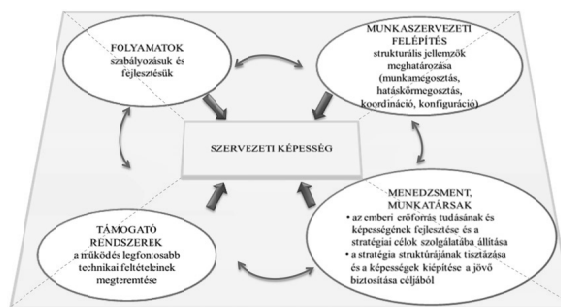 FOLYAMATOK
szabályozásuk és
fejlesztésük
MUNKASZERVEZETI
FELÉPÍTÉS
strukturális jellemzők
meghatározása
(munkamegosztás,
hatáskörmegosztás,
koordináció, konfiguráció)
SZERVEZETI KÉPESSÉG
TÁMOGATÓ
RENDSZEREK
a működés legfontosabb
technikai feltételeinek
megteremtése
MENEDZSMENT,
MUNKATÁRSAK
• az emberi erőforrás tudásának és
képességének fejlesztése és a
stratégiai célok szolgálatába állítása
• a stratégia struktúrájának tisztázása
és a képességek kiépítése a jövő
biztosítása céljából